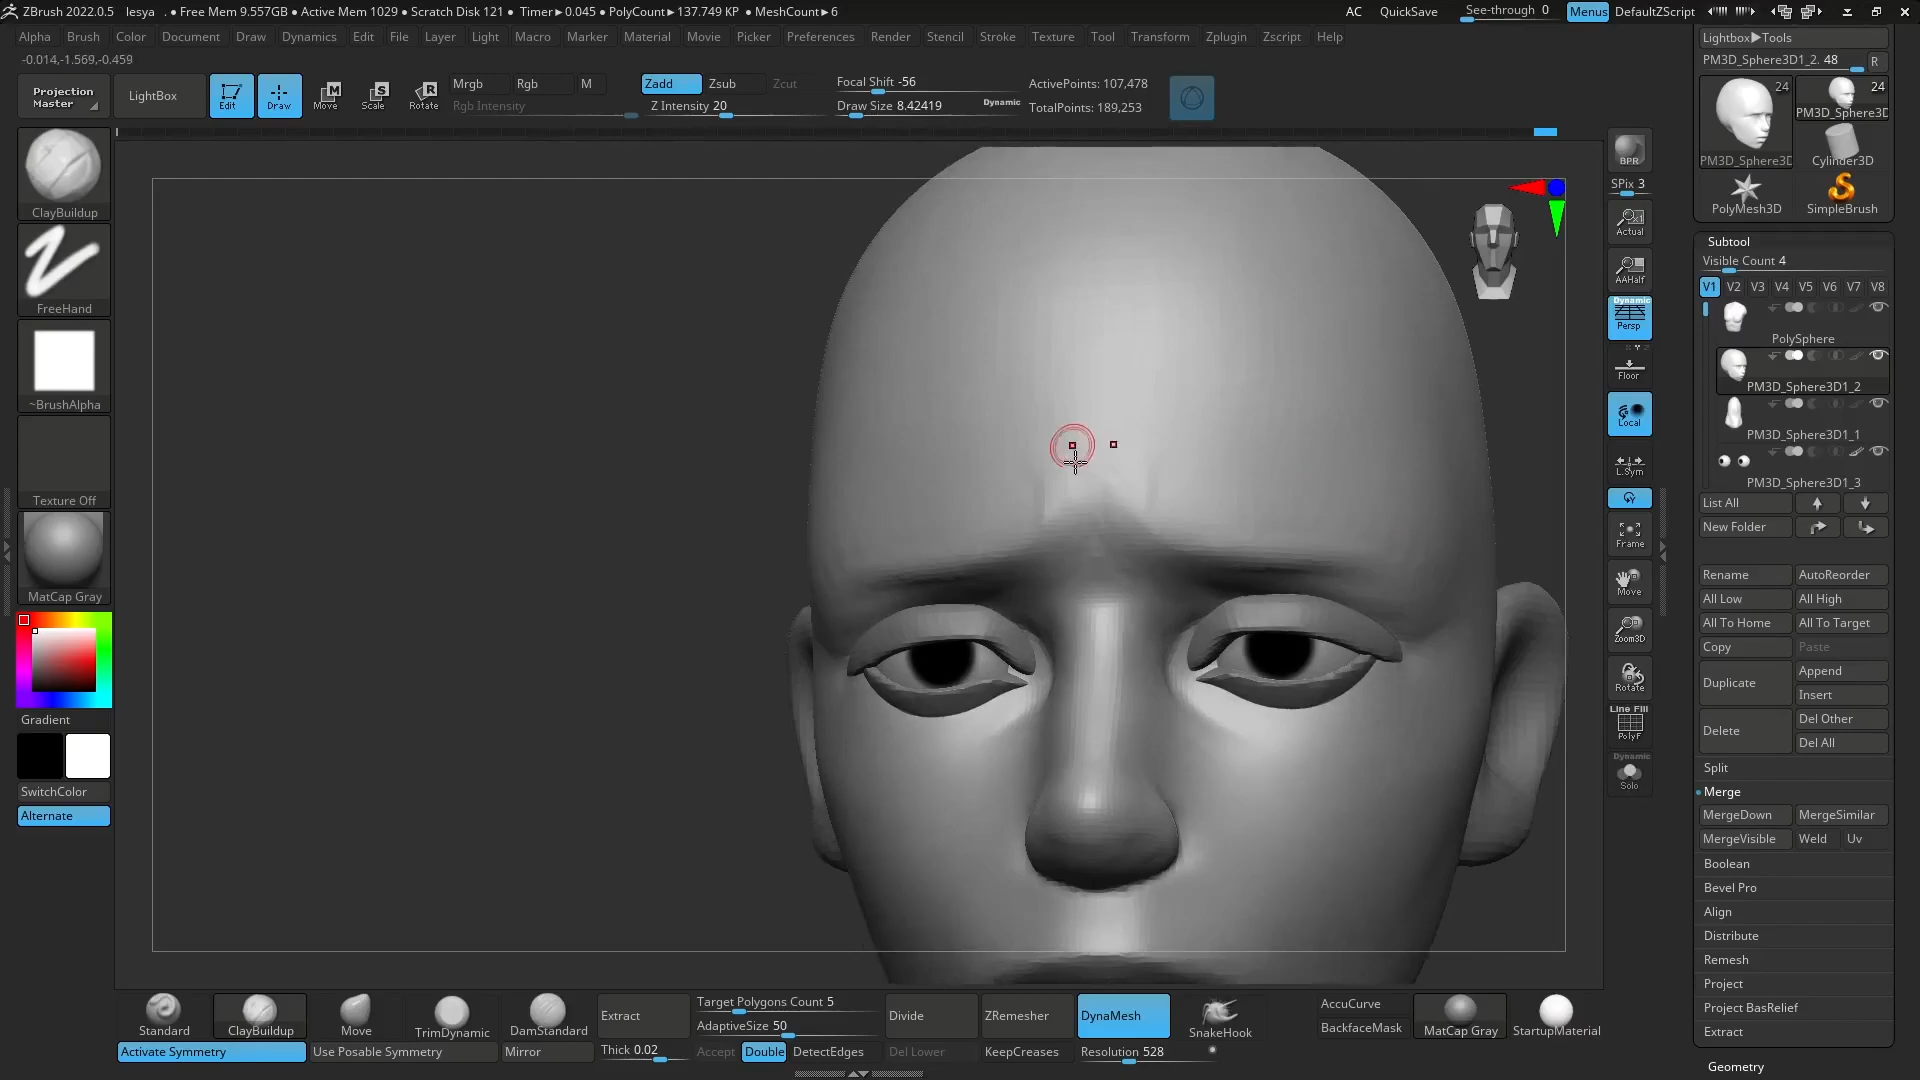 ZBrush 2022.0.5 lesya . • Free Mem 9.557GB • Active Mem 1029 • Scratch Disk 121 • Timer▸0.045 • PolyCount▸137.749 KP • MeshCount▸6 AC QuickSave See-through 0 Menus DefaultZScript
Alpha Brush Color Document Draw Dynamics Edit File Layer Light Macro Marker Material Movie Picker Preferences Render Stencil Stroke Texture Tool Transform Zplugin Zscript Help
-0.014,-1.569,-0.459
Projection Master
LightBox
Edit
Draw
Move
Scale
Rotate
Mrgb Rgb M
Rgb Intensity
Zadd Zsub Zcut
Z Intensity 20
Focal Shift -56
Draw Size 8.42419 Dynamic
ActivePoints: 107,478
TotalPoints: 189,253
ClayBuildup
FreeHand
~BrushAlpha
Texture Off
MatCap Gray
Gradient
SwitchColor
Alternate
BPR
SPix 3
Actual
AAHalf
Dynamic
Persp
Floor
Local
L.Sym
Frame
Move
Zoom3D
Rotate
Line Fill
PolyF
Dynamic
Solo
Lightbox▶Tools
PM3D_Sphere3D1_2. 48 R
24
PM3D_Sphere3D
24
PM3D_Sphere3D
Cylinder3D
PolyMesh3D
SimpleBrush
Subtool
Visible Count 4
V1 V2 V3 V4 V5 V6 V7 V8
PolySphere
PM3D_Sphere3D1_2
PM3D_Sphere3D1_1
PM3D_Sphere3D1_3
List All
New Folder
Rename AutoReorder
All Low All High
All To Home All To Target
Copy Paste
Duplicate Append
Insert
Delete Del Other
Del All
Split
Merge
MergeDown MergeSimilar
MergeVisible Weld Uv
Boolean
Bevel Pro
Align
Distribute
Remesh
Project
Project BasRelief
Extract
Geometry
Standard
ClayBuildup
Move
TrimDynamic
DamStandard
Extract
Target Polygons Count 5
AdaptiveSize 50
Divide
ZRemesher
DynaMesh
SnakeHook
AccuCurve
BackfaceMask
MatCap Gray
StartupMaterial
Activate Symmetry Use Posable Symmetry Mirror Thick 0.02 Accept Double DetectEdges Del Lower KeepCreases Resolution 528